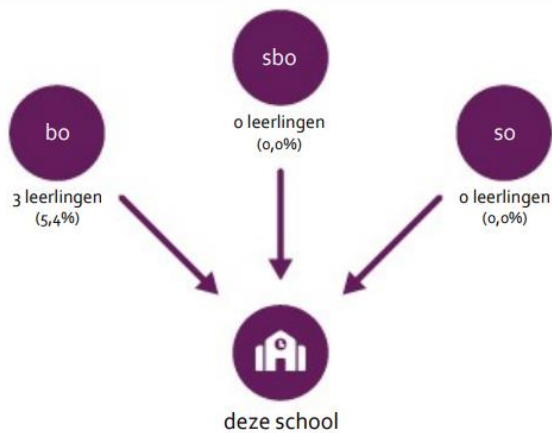 sbo
0 leerlingen
(0,0%)
bo
3 leerlingen
(5,4%)
so
0 leerlingen
(0,0%)
deze school